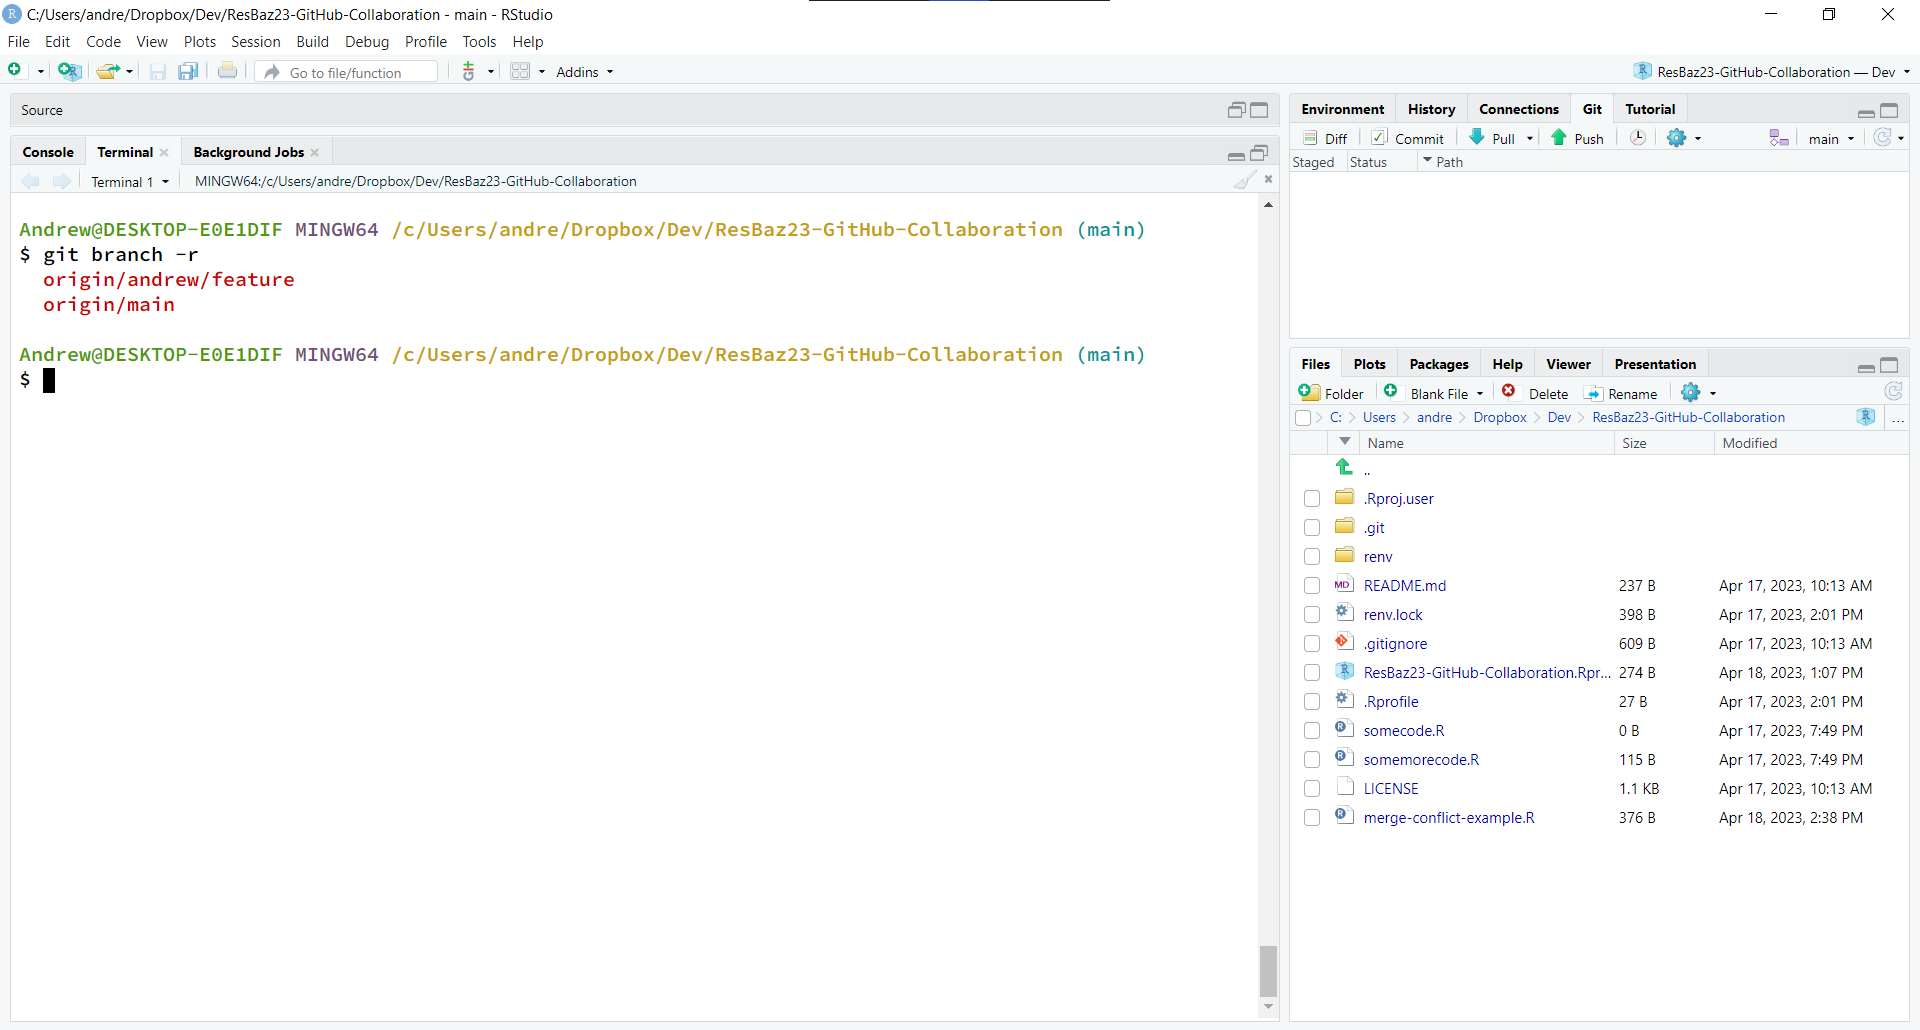 C:/Users/andre/Dropbox/Dev/ResBaz23-GitHub-Collaboration - main - RStudio
File Edit Code View Plots Session Build Debug Profile Tools Help
Go to file/function Addins ResBaz23-GitHub-Collaboration — Dev
Source
Console Terminal Background Jobs
Terminal 1 MINGW64:/c/Users/andre/Dropbox/Dev/ResBaz23-GitHub-Collaboration
Andrew@DESKTOP-E0E1DIF MINGW64 /c/Users/andre/Dropbox/Dev/ResBaz23-GitHub-Collaboration (main)
$ git branch -r
origin/andrew/feature
origin/main
Andrew@DESKTOP-E0E1DIF MINGW64 /c/Users/andre/Dropbox/Dev/ResBaz23-GitHub-Collaboration (main)
$
Environment History Connections Git Tutorial
Diff Commit Pull Push main
Staged Status Path
Files Plots Packages Help Viewer Presentation
Folder Blank File Delete Rename
C: Users andre Dropbox Dev ResBaz23-GitHub-Collaboration ...
Name Size Modified
..
.Rproj.user
.git
renv
README.md 237 B Apr 17, 2023, 10:13 AM
renv.lock 398 B Apr 17, 2023, 2:01 PM
.gitignore 609 B Apr 17, 2023, 10:13 AM
ResBaz23-GitHub-Collaboration.Rpr... 274 B Apr 18, 2023, 1:07 PM
.Rprofile 27 B Apr 17, 2023, 2:01 PM
somecode.R 0 B Apr 17, 2023, 7:49 PM
somemorecode.R 115 B Apr 17, 2023, 7:49 PM
LICENSE 1.1 KB Apr 17, 2023, 10:13 AM
merge-conflict-example.R 376 B Apr 18, 2023, 2:38 PM